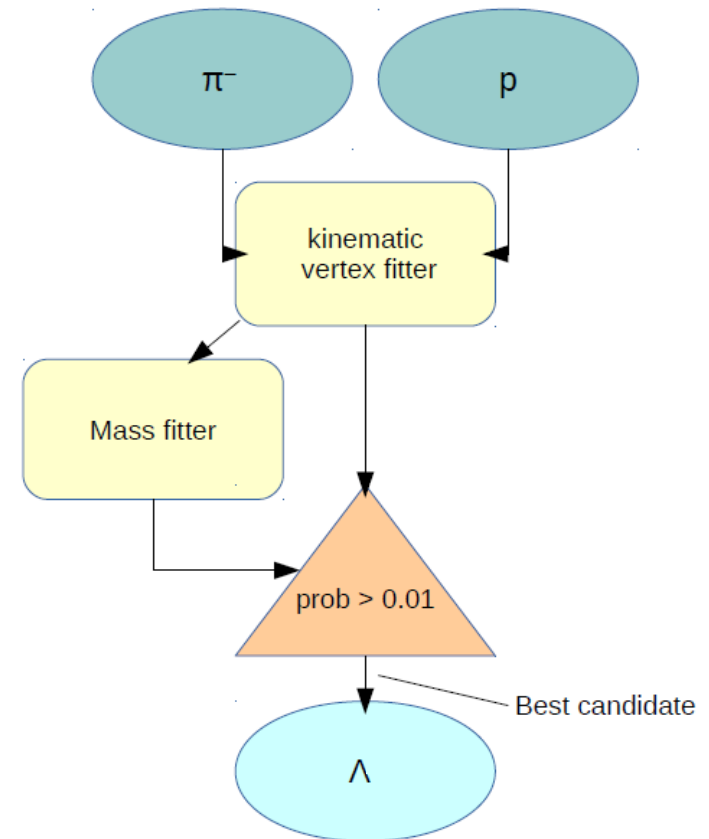 π⁻
p
kinematic
vertex fitter
Mass fitter
prob > 0.01
Best candidate
Λ